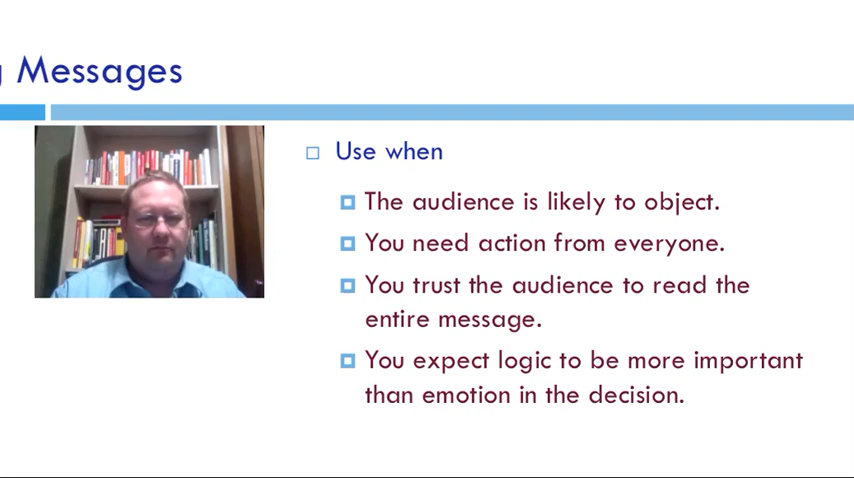 Messages
Use when
The audience is likely to object.
You need action from everyone.
You trust the audience to read the
entire message.
You expect logic to be more important
than emotion in the decision.